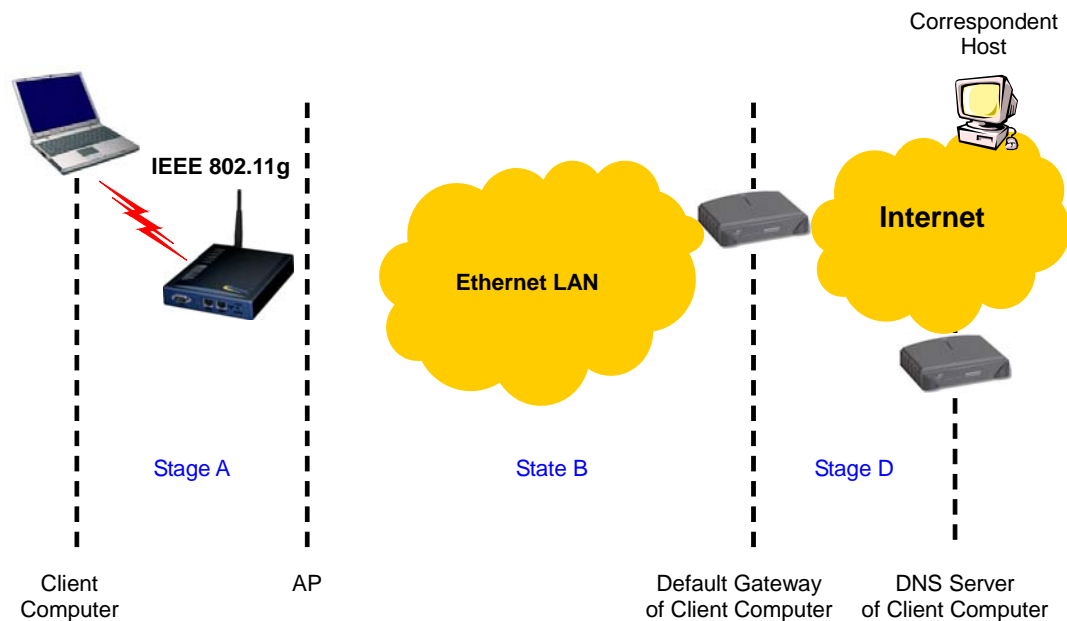 Correspondent
Host
IEEE 802.11g
Internet
Ethernet LAN
Stage A
State B
Stage D
Client
Computer
AP
Default Gateway
of Client Computer
DNS Server
of Client Computer